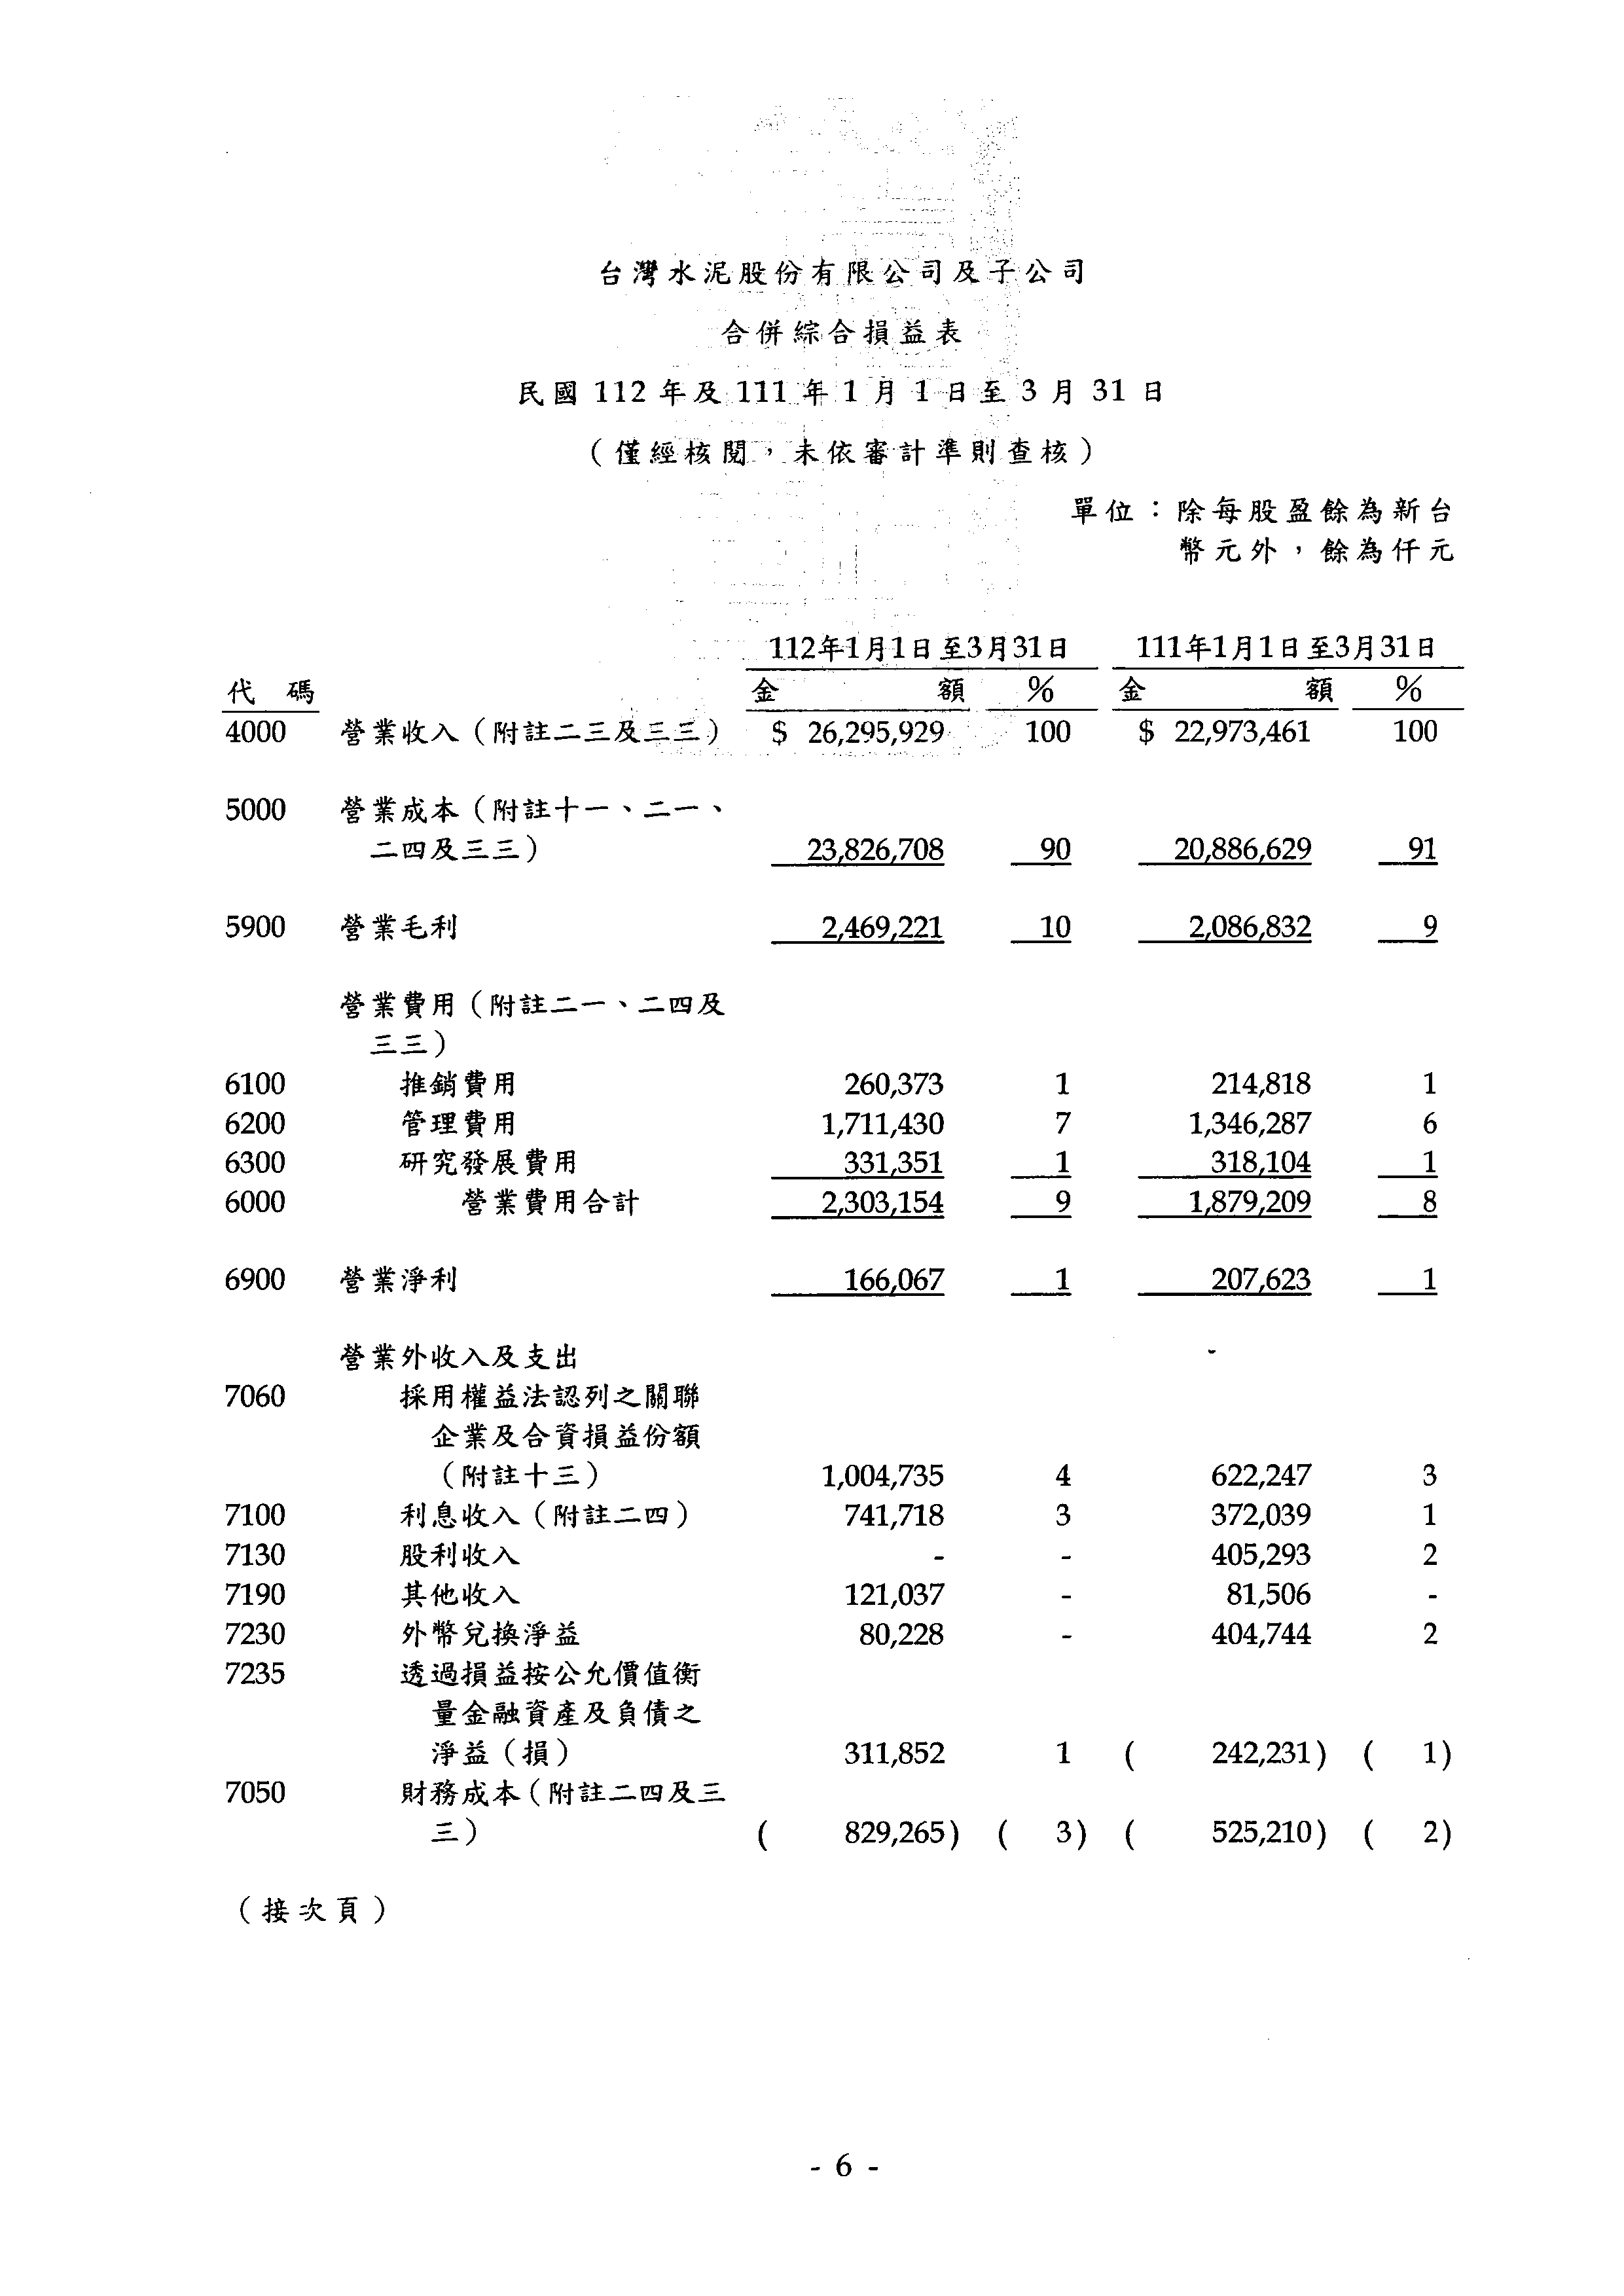 台灣水泥股份有限公司及子公司
合併綜合損益表
民國 112 年及 111 年 1 月 1 日至 3 月 31 日
（僅經核閱，未依審計準則查核）
單位：除每股盈餘為新台
幣元外，餘為仟元
112年1月1日至3月31日 111年1月1日至3月31日
代 碼 金 額 % 金 額 %
4000 營業收入（附註二三及三三） $ 26,295,929 100 $ 22,973,461 100
5000 營業成本（附註十一、二一、
二四及三三） 23,826,708 90 20,886,629 91
5900 營業毛利 2,469,221 10 2,086,832 9
營業費用（附註二一、二四及
三三）
6100 推銷費用 260,373 1 214,818 1
6200 管理費用 1,711,430 7 1,346,287 6
6300 研究發展費用 331,351 1 318,104 1
6000 營業費用合計 2,303,154 9 1,879,209 8
6900 營業淨利 166,067 1 207,623 1
營業外收入及支出
7060 採用權益法認列之關聯
企業及合資損益份額
（附註十三） 1,004,735 4 622,247 3
7100 利息收入（附註二四） 741,718 3 372,039 1
7130 股利收入 - - 405,293 2
7190 其他收入 121,037 - 81,506 -
7230 外幣兌換淨益 80,228 - 404,744 2
7235 透過損益按公允價值衡
量金融資產及負債之
淨益（損） 311,852 1 ( 242,231) ( 1)
7050 財務成本（附註二四及三
三） ( 829,265) ( 3) ( 525,210) ( 2)
（接次頁）
- 6 -